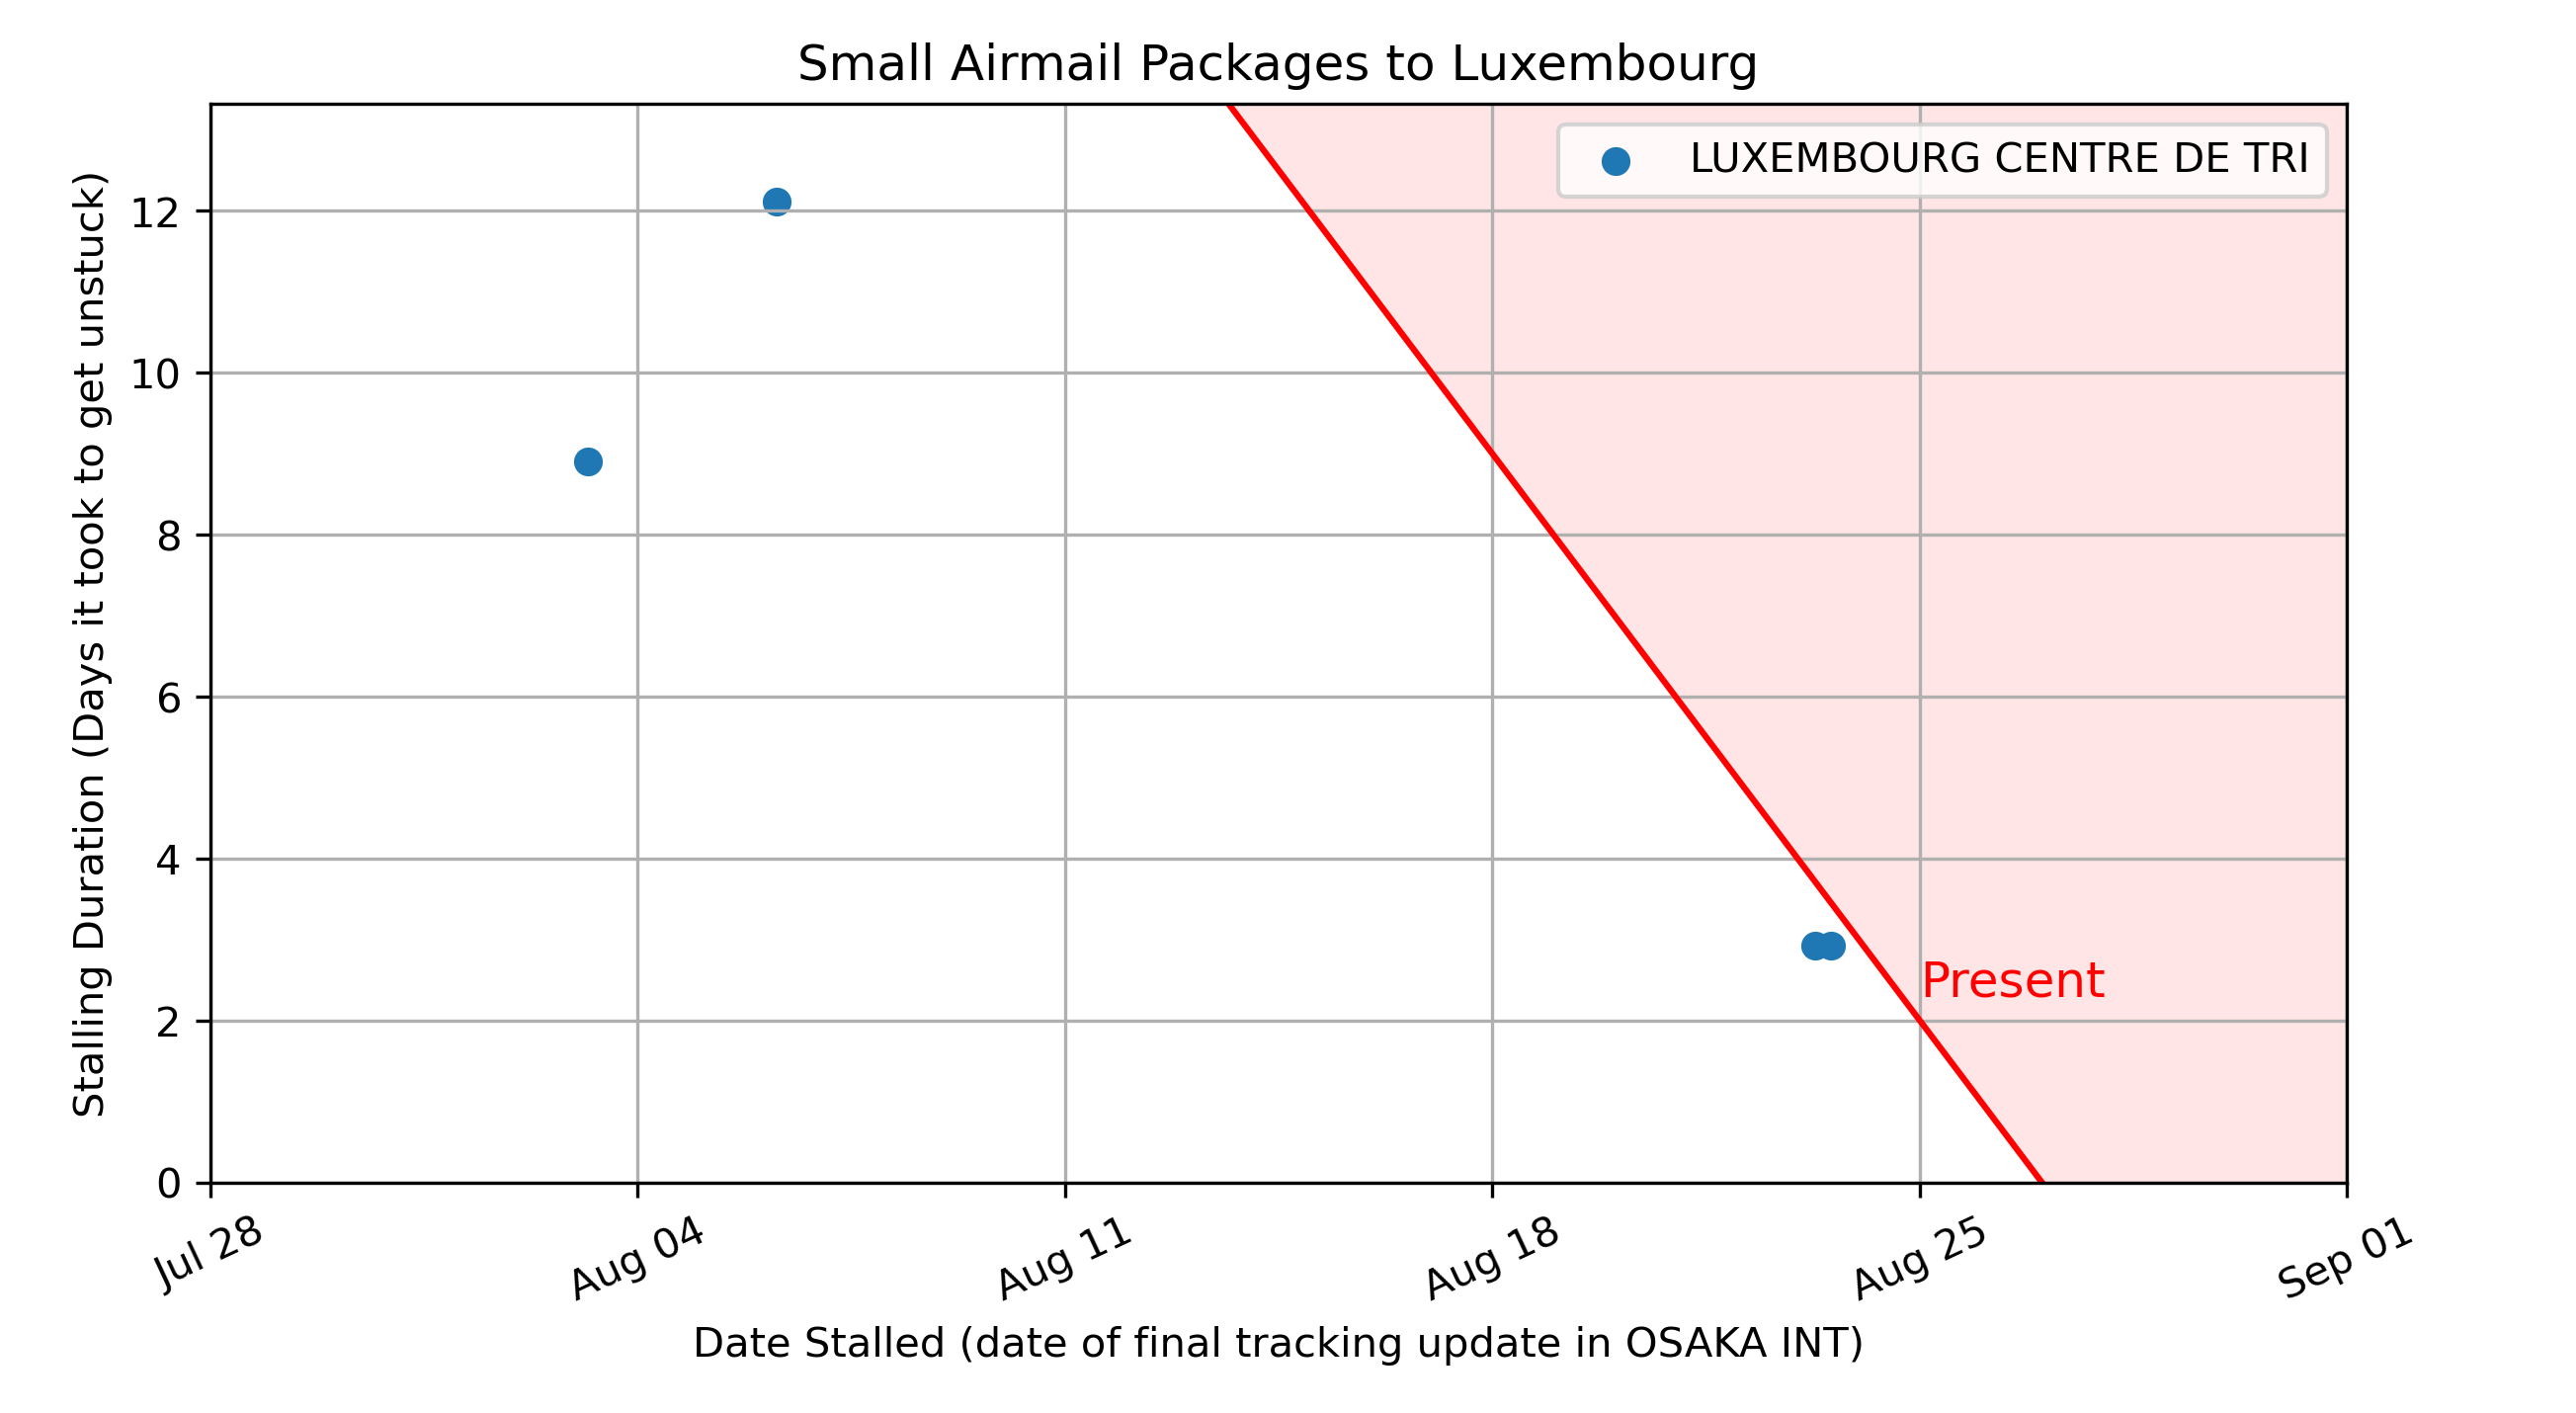 Small Airmail Packages to Luxembourg
LUXEMBOURG CENTRE DE TRI
Stalling Duration (Days it took to get unstuck)
12
10
8
6
4
2
0
Present
Jul 28
Aug 04
Aug 11
Aug 18
Aug 25
Sep 01
Date Stalled (date of final tracking update in OSAKA INT)